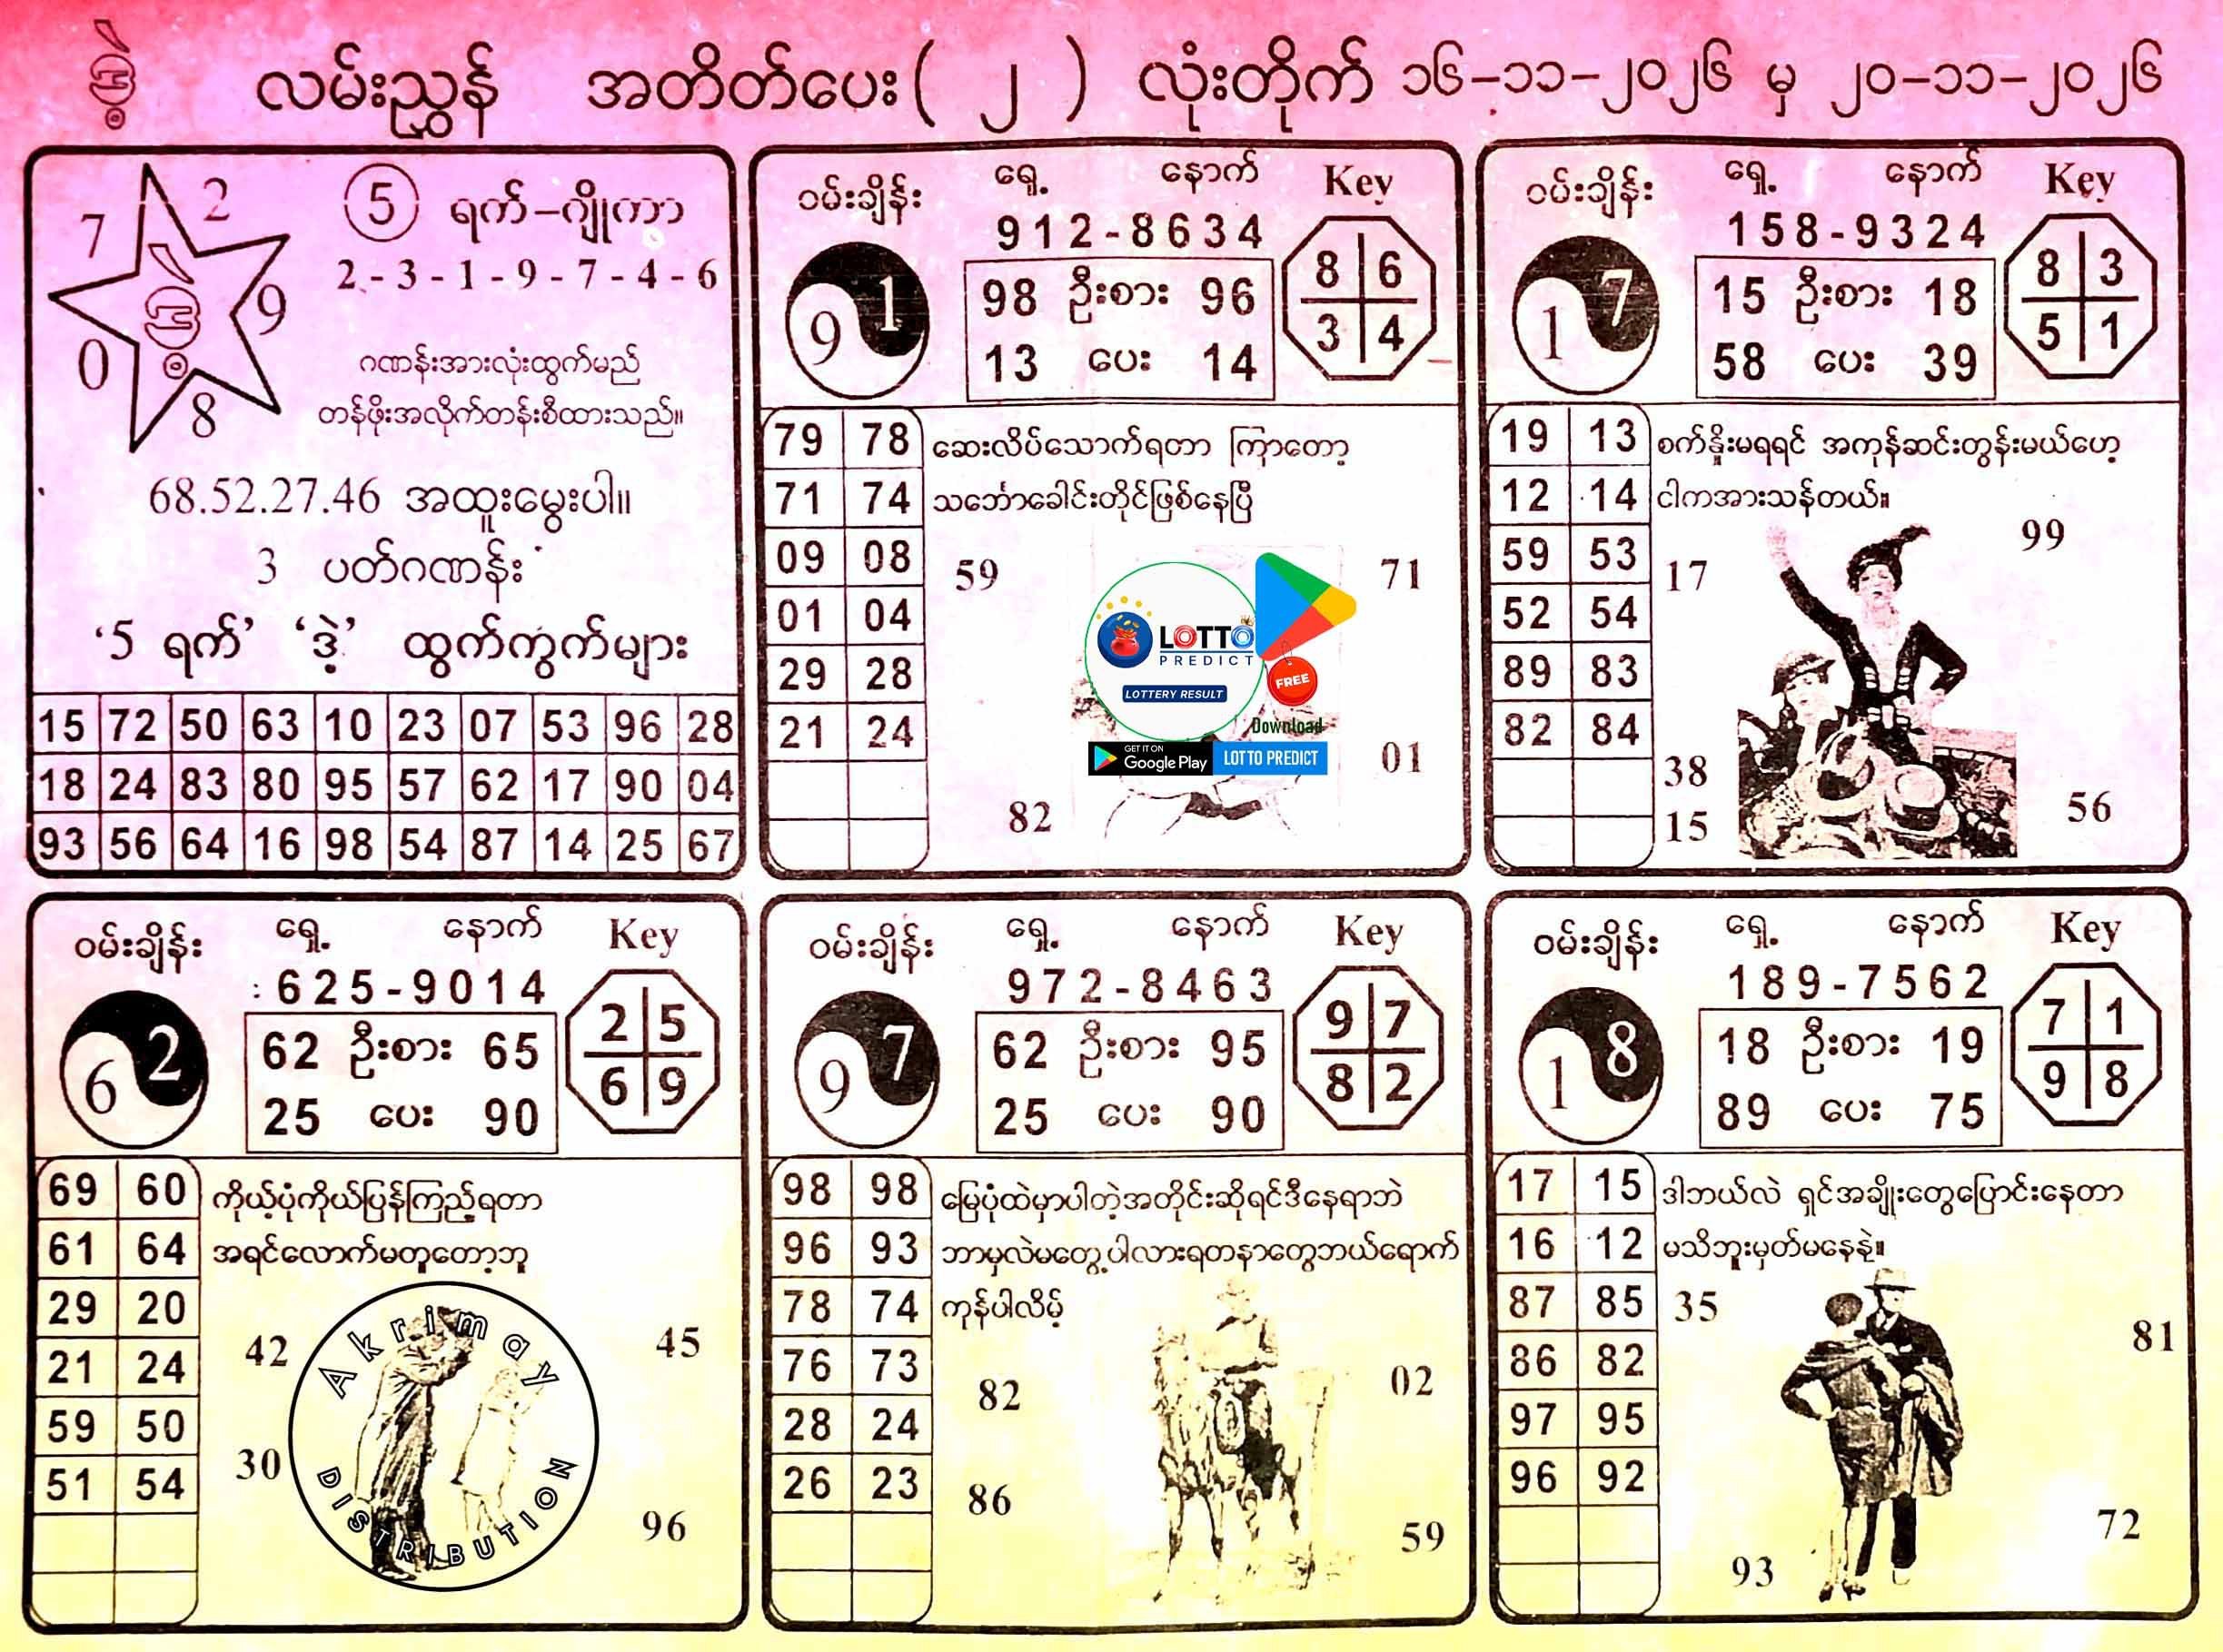 လမ်းညွှန် အတိတ်ပေး ( ၂ ) လုံးတိုက် ၁၆-၁၁-၂၀၂၆ မှ ၂၀-၁၁-၂၀၂၆
7 2
9
0
8
5 ရက်-ဂျိုကာ
2 - 3 - 1 - 9 - 7 - 4 - 6
ဂဏန်းအားလုံးထွက်မည်
တန်ဖိုးအလိုက်တန်းစီထားသည်။
68.52.27.46 အထူးမွေးပါ။
3 ပတ်ဂဏန်း
‘5 ရက်’ ‘ဒဲ့’ ထွက်ကွက်များ
15 72 50 63 10 23 07 53 96 28
18 24 83 80 95 57 62 17 90 04
93 56 64 16 98 54 87 14 25 67
ဝမ်းချိန်း ရှေ့ နောက် Key
912-8634
9 1
98 ဦးစား 96
13 ပေး 14
8 6
3 4
79 78
71 74
09 08
01 04
29 28
21 24
ဆေးလိပ်သောက်ရတာ ကြာတော့
သင်္ဘောခေါင်းတိုင်ဖြစ်နေပြီ
59 71
01
82
LOTTO
PREDICT
LOTTERY RESULT
FREE
Download
GET IT ON
Google Play
LOTTO PREDICT
ဝမ်းချိန်း ရှေ့ နောက် Key
158-9324
1 7
15 ဦးစား 18
58 ပေး 39
8 3
5 1
19 13
12 14
59 53
52 54
89 83
82 84
စက်နှိုးမရရင် အကုန်ဆင်းတွန်းမယ်ဟေ့
ငါကအားသန်တယ်။
99
17
38
56
15
ဝမ်းချိန်း ရှေ့ နောက် Key
625-9014
6 2
62 ဦးစား 65
25 ပေး 90
2 5
6 9
69 60
61 64
29 20
21 24
59 50
51 54
ကိုယ့်ပုံကိုယ်ပြန်ကြည့်ရတာ
အရင်လောက်မတူတော့ဘူ
42 45
30
96
Akrimay
DISTRIBUTION
ဝမ်းချိန်း ရှေ့ နောက် Key
972-8463
9 7
62 ဦးစား 95
25 ပေး 90
9 7
8 2
98 98
96 93
78 74
76 73
28 24
26 23
မြေပုံထဲမှာပါတဲ့အတိုင်းဆိုရင်ဒီနေရာဘဲ
ဘာမှလဲမတွေ့ပါလားရတနာတွေဘယ်ရောက်
ကုန်ပါလိမ့်
82 02
86
59
ဝမ်းချိန်း ရှေ့ နောက် Key
189-7562
1 8
18 ဦးစား 19
89 ပေး 75
7 1
9 8
17 15
16 12
87 85
86 82
97 95
96 92
ဒါဘယ်လဲ ရှင်အချိုးတွေပြောင်းနေတာ
မသိဘူးမှတ်မနေနဲ့။
35
81
72
93